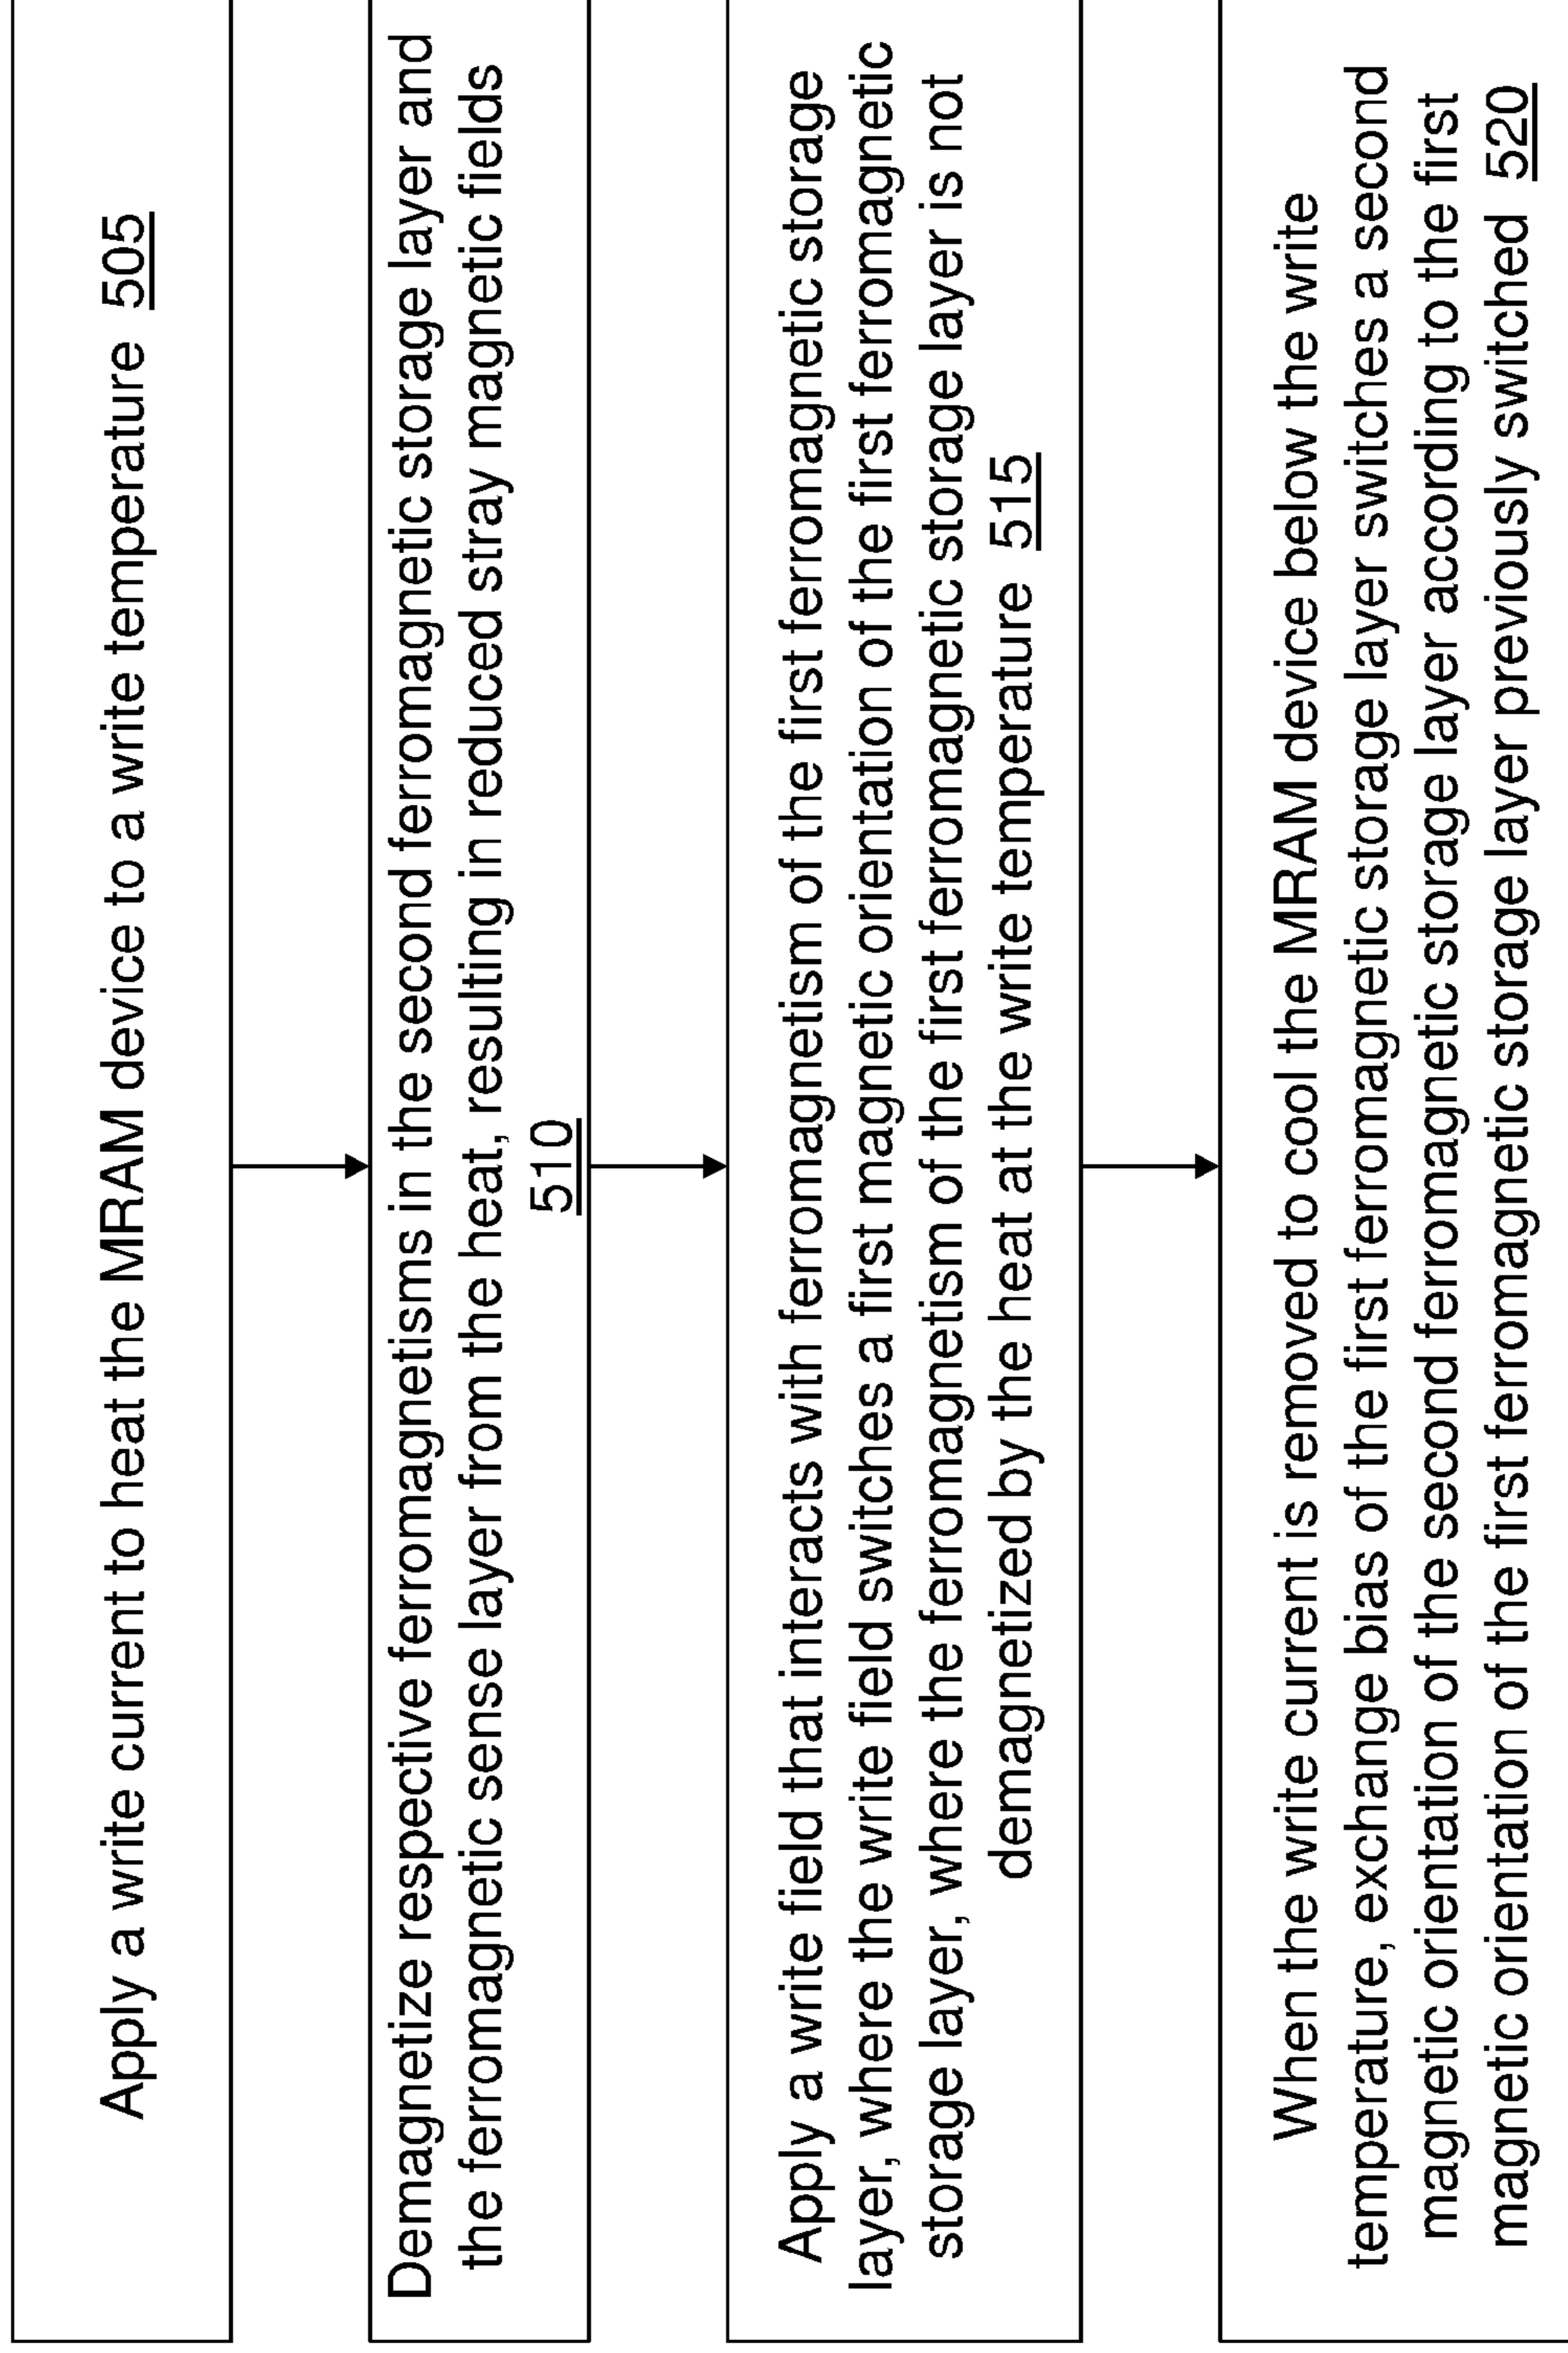 Apply a write current to heat the MRAM device to a write temperature 505
Demagnetize respective ferromagnetisms in the second ferromagnetic storage layer and
the ferromagnetic sense layer from the heat, resulting in reduced stray magnetic fields
510
Apply a write field that interacts with ferromagnetism of the first ferromagnetic storage
layer, where the write field switches a first magnetic orientation of the first ferromagnetic
storage layer, where the ferromagnetism of the first ferromagnetic storage layer is not
demagnetized by the heat at the write temperature 515
When the write current is removed to cool the MRAM device below the write
temperature, exchange bias of the first ferromagnetic storage layer switches a second
magnetic orientation of the second ferromagnetic storage layer according to the first
magnetic orientation of the first ferromagnetic storage layer previously switched 520